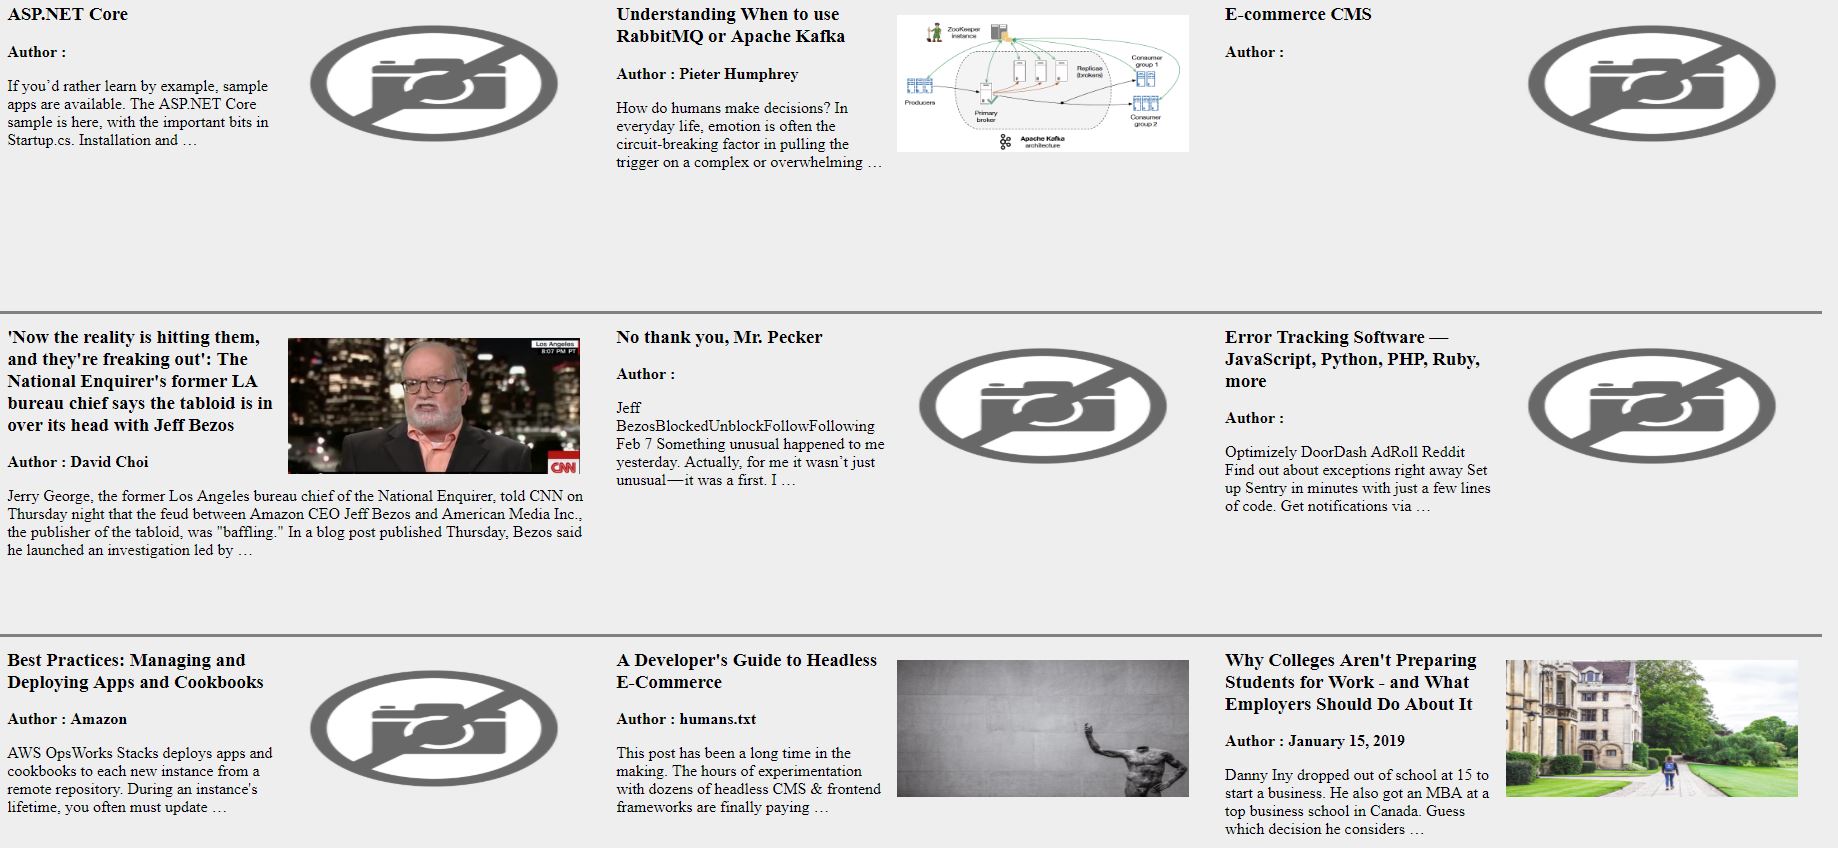 ASP.NET Core
Author :
If you’d rather learn by example, sample
apps are available. The ASP.NET Core
sample is here, with the important bits in
Startup.cs. Installation and …
Understanding When to use
RabbitMQ or Apache Kafka
Author : Pieter Humphrey
How do humans make decisions? In
everyday life, emotion is often the
circuit-breaking factor in pulling the
trigger on a complex or overwhelming …
ZooKeeper
instance
Producers
Primary
broker
Replicas
(brokers)
Consumer
group 1
Consumer
group 2
Apache Kafka
architecture
E-commerce CMS
Author :
'Now the reality is hitting them,
and they're freaking out': The
National Enquirer's former LA
bureau chief says the tabloid is in
over its head with Jeff Bezos
Author : David Choi
Los Angeles
8:07 PM PT
CNN
Jerry George, the former Los Angeles bureau chief of the National Enquirer, told CNN on
Thursday night that the feud between Amazon CEO Jeff Bezos and American Media Inc.,
the publisher of the tabloid, was "baffling." In a blog post published Thursday, Bezos said
he launched an investigation led by …
No thank you, Mr. Pecker
Author :
Jeff
BezosBlockedUnblockFollowFollowing
Feb 7 Something unusual happened to me
yesterday. Actually, for me it wasn’t just
unusual — it was a first. I …
Error Tracking Software —
JavaScript, Python, PHP, Ruby,
more
Author :
Optimizely DoorDash AdRoll Reddit
Find out about exceptions right away Set
up Sentry in minutes with just a few lines
of code. Get notifications via …
Best Practices: Managing and
Deploying Apps and Cookbooks
Author : Amazon
AWS OpsWorks Stacks deploys apps and
cookbooks to each new instance from a
remote repository. During an instance's
lifetime, you often must update …
A Developer's Guide to Headless
E-Commerce
Author : humans.txt
This post has been a long time in the
making. The hours of experimentation
with dozens of headless CMS & frontend
frameworks are finally paying …
Why Colleges Aren't Preparing
Students for Work - and What
Employers Should Do About It
Author : January 15, 2019
Danny Iny dropped out of school at 15 to
start a business. He also got an MBA at a
top business school in Canada. Guess
which decision he considers …